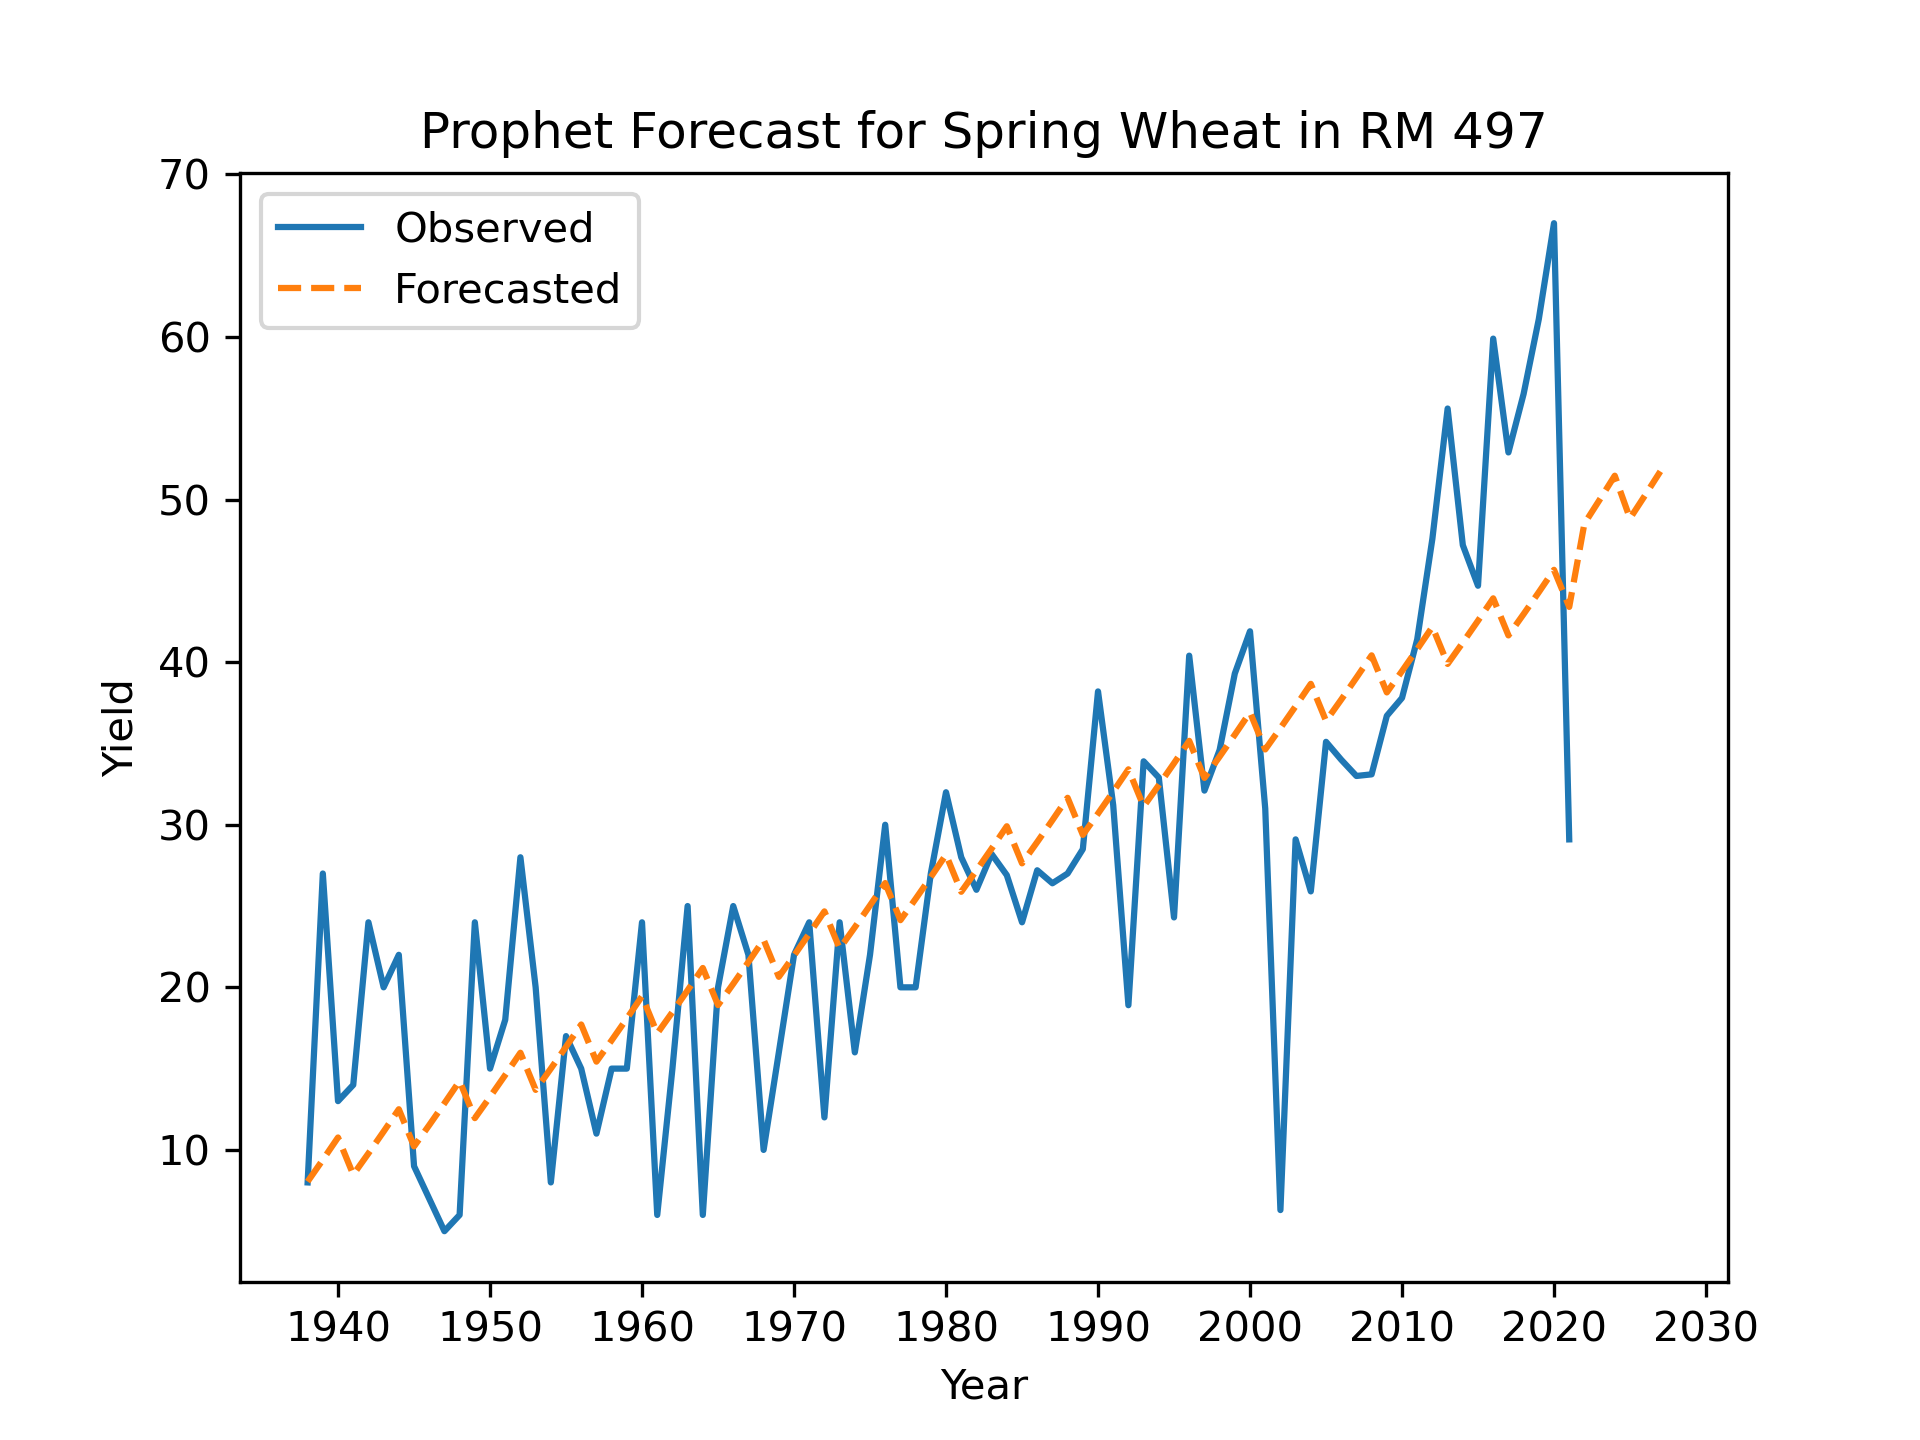 Prophet Forecast for Spring Wheat in RM 497
Observed
Forecasted
70
60
50
40
30
20
10
Yield
1940 1950 1960 1970 1980 1990 2000 2010 2020 2030
Year